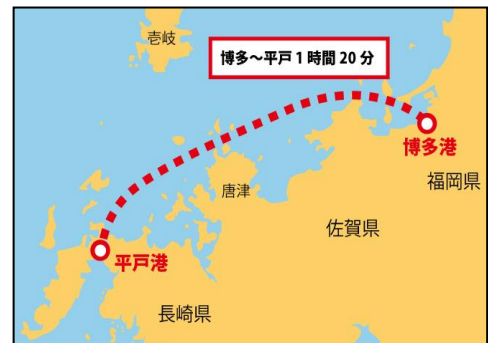 壱岐
博多～平戸1時間20分
博多港
福岡県
唐津
佐賀県
平戸港
長崎県